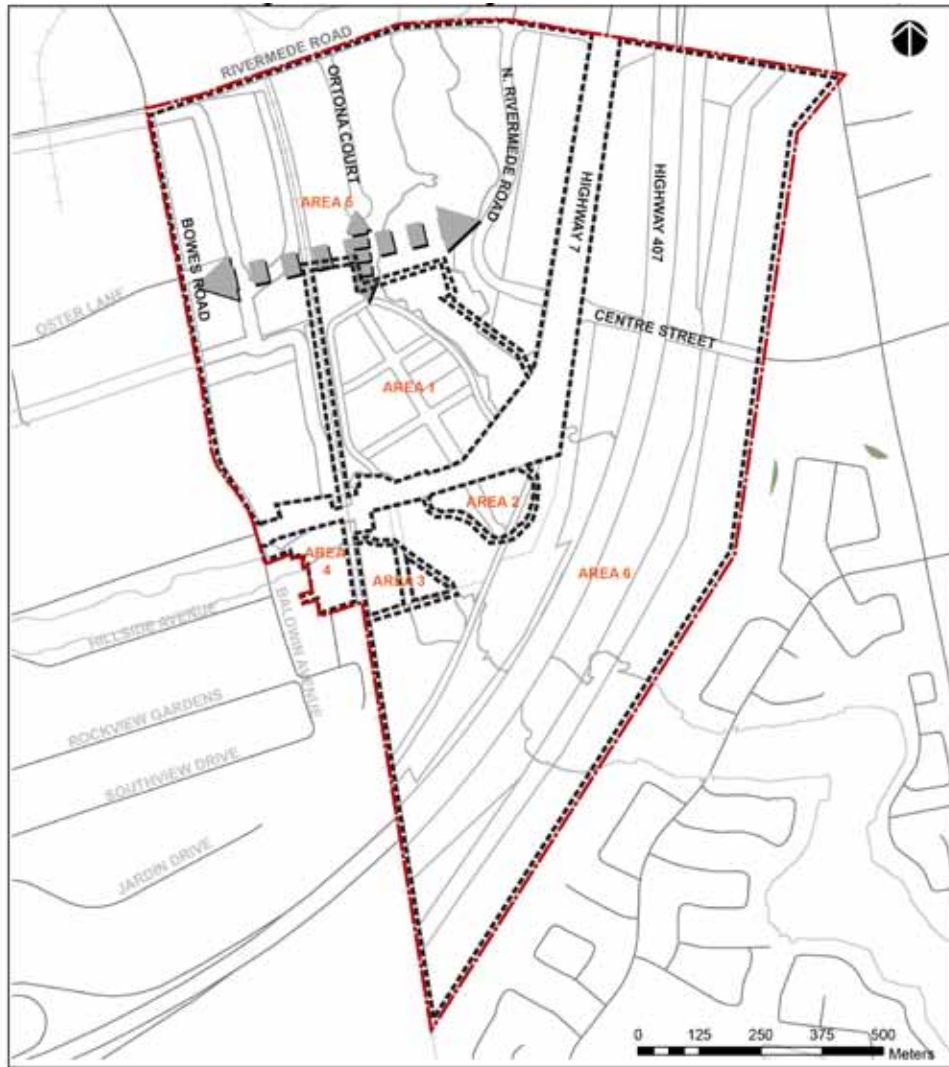 RIVERMEDE ROAD
ORTONA COURT
N. RIVERMEDE ROAD
HIGHWAY 7
HIGHWAY 407
AREA 5
BOWES ROAD
OSTER LANE
CENTRE STREET
AREA 1
AREA 2
AREA
4
AREA 3
AREA 6
HILLSIDE AVENUE
BALDWIN AVENUE
ROCKVIEW GARDENS
SOUTHVIEW DRIVE
JARDIN DRIVE
0 125 250 375 500
Meters